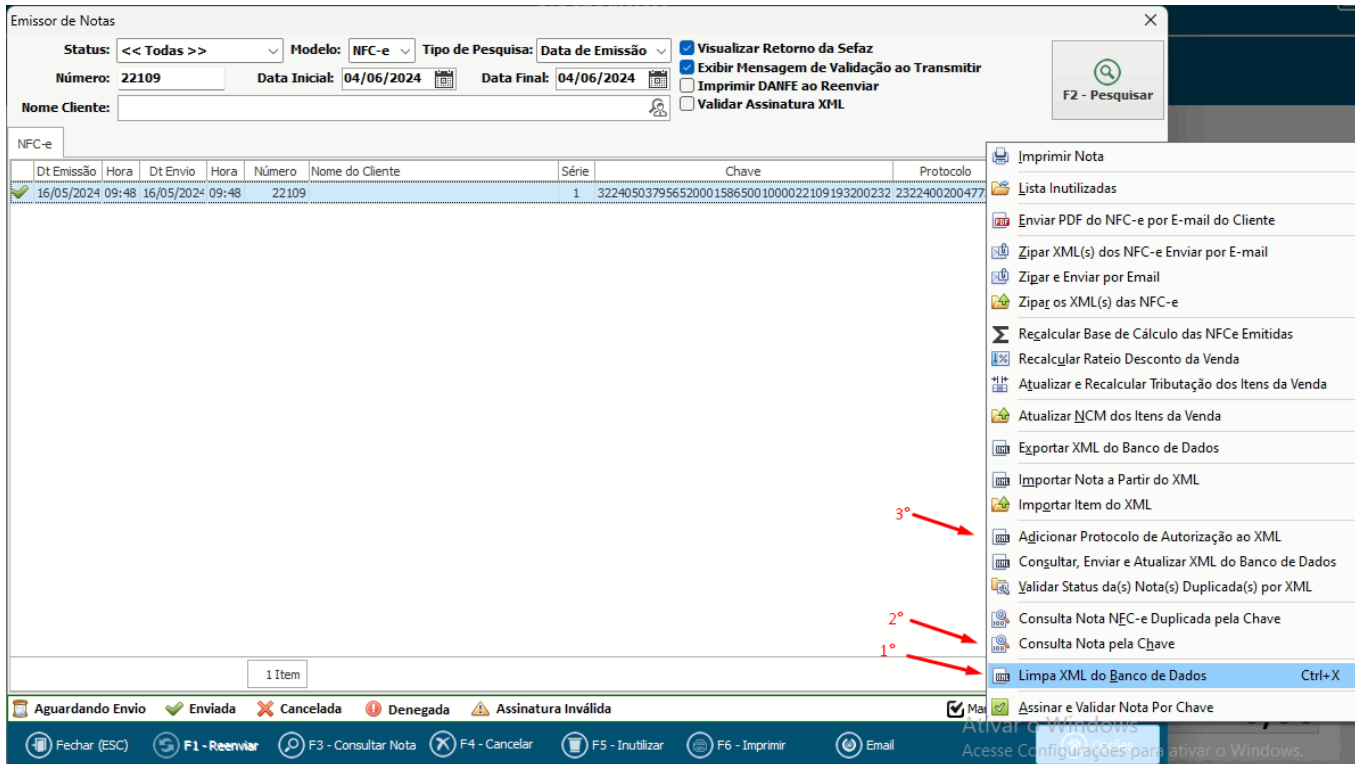 Emissor de Notas
Status: << Todas >> Modelo: NFC-e Tipo de Pesquisa: Data de Emissão Visualizar Retorno da Sefaz
Exibir Mensagem de Validação ao Transmitir
Número: 22109 Data Inicial: 04/06/2024 Data Final: 04/06/2024 Imprimir DANFE ao Reenviar
Nome Cliente: Validar Assinatura XML
F2 - Pesquisar
NFC-e
Dt Emissão Hora Dt Envio Hora Número Nome do Cliente Série Chave Protocolo
16/05/2024 09:48 16/05/2024 09:48 22109 1 32240503795652000158650010000022109193200232 2322400200477
Imprimir Nota
Lista Inutilizadas
Enviar PDF do NFC-e por E-mail do Cliente
Zipar XML(s) dos NFC-e Enviar por E-mail
Zipar e Enviar por Email
Zipar os XML(s) das NFC-e
Recalcular Base de Cálculo das NFCe Emitidas
Recalcular Rateio Desconto da Venda
Atualizar e Recalcular Tributação dos Itens da Venda
Atualizar NCM dos Itens da Venda
Exportar XML do Banco de Dados
Importar Nota a Partir do XML
Importar Item do XML
3°
Adicionar Protocolo de Autorização ao XML
Consultar, Enviar e Atualizar XML do Banco de Dados
Validar Status da(s) Nota(s) Duplicada(s) por XML
2°
Consulta Nota NFC-e Duplicada pela Chave
Consulta Nota pela Chave
1°
Limpa XML do Banco de Dados Ctrl+X
Assinar e Validar Nota Por Chave
1 Item
Aguardando Envio Enviada Cancelada Denegada Assinatura Inválida
Ativar o Windows
Acesse Configurações para ativar o Windows.
Fechar (ESC) F1 - Reenviar F3 - Consultar Nota F4 - Cancelar F5 - Inutilizar F6 - Imprimir Email